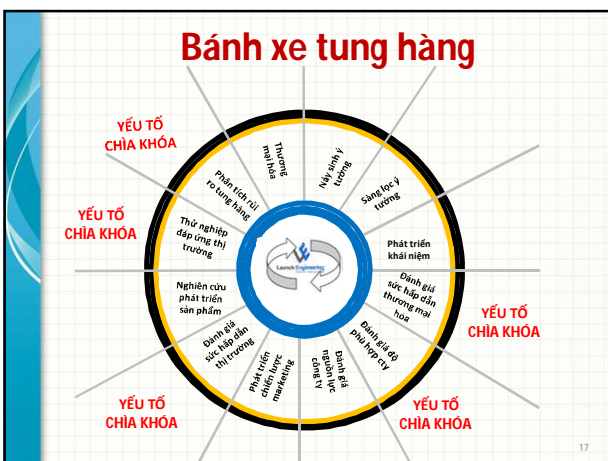 Bánh xe tung hàng
YẾU TỐ
CHÌA KHÓA
YẾU TỐ
CHÌA KHÓA
YẾU TỐ
CHÌA KHÓA
YẾU TỐ
CHÌA KHÓA
YẾU TỐ
CHÌA KHÓA
Nảy sinh ý
tưởng
Sàng lọc ý
tưởng
Phát triển
khái niệm
Đánh giá
sức hấp dẫn
thương mại
hóa
Đánh giá độ
phù hợp cty
Đánh giá
nguồn lực
công ty
Phát triển
chiến lược
marketing
Đánh giá
sức hấp dẫn
thị trường
Nghiên cứu
phát triển
sản phẩm
Thử nghiệp
đáp ứng thị
trường
Phân tích rủi
ro tung hàng
Thương
mại hóa
Launch Engineering
17